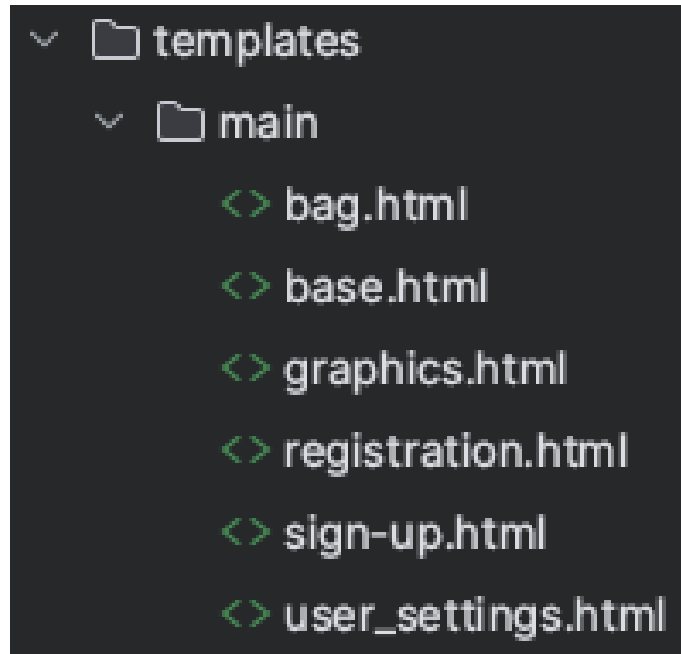 templates
main
<> bag.html
<> base.html
<> graphics.html
<> registration.html
<> sign-up.html
<> user_settings.html